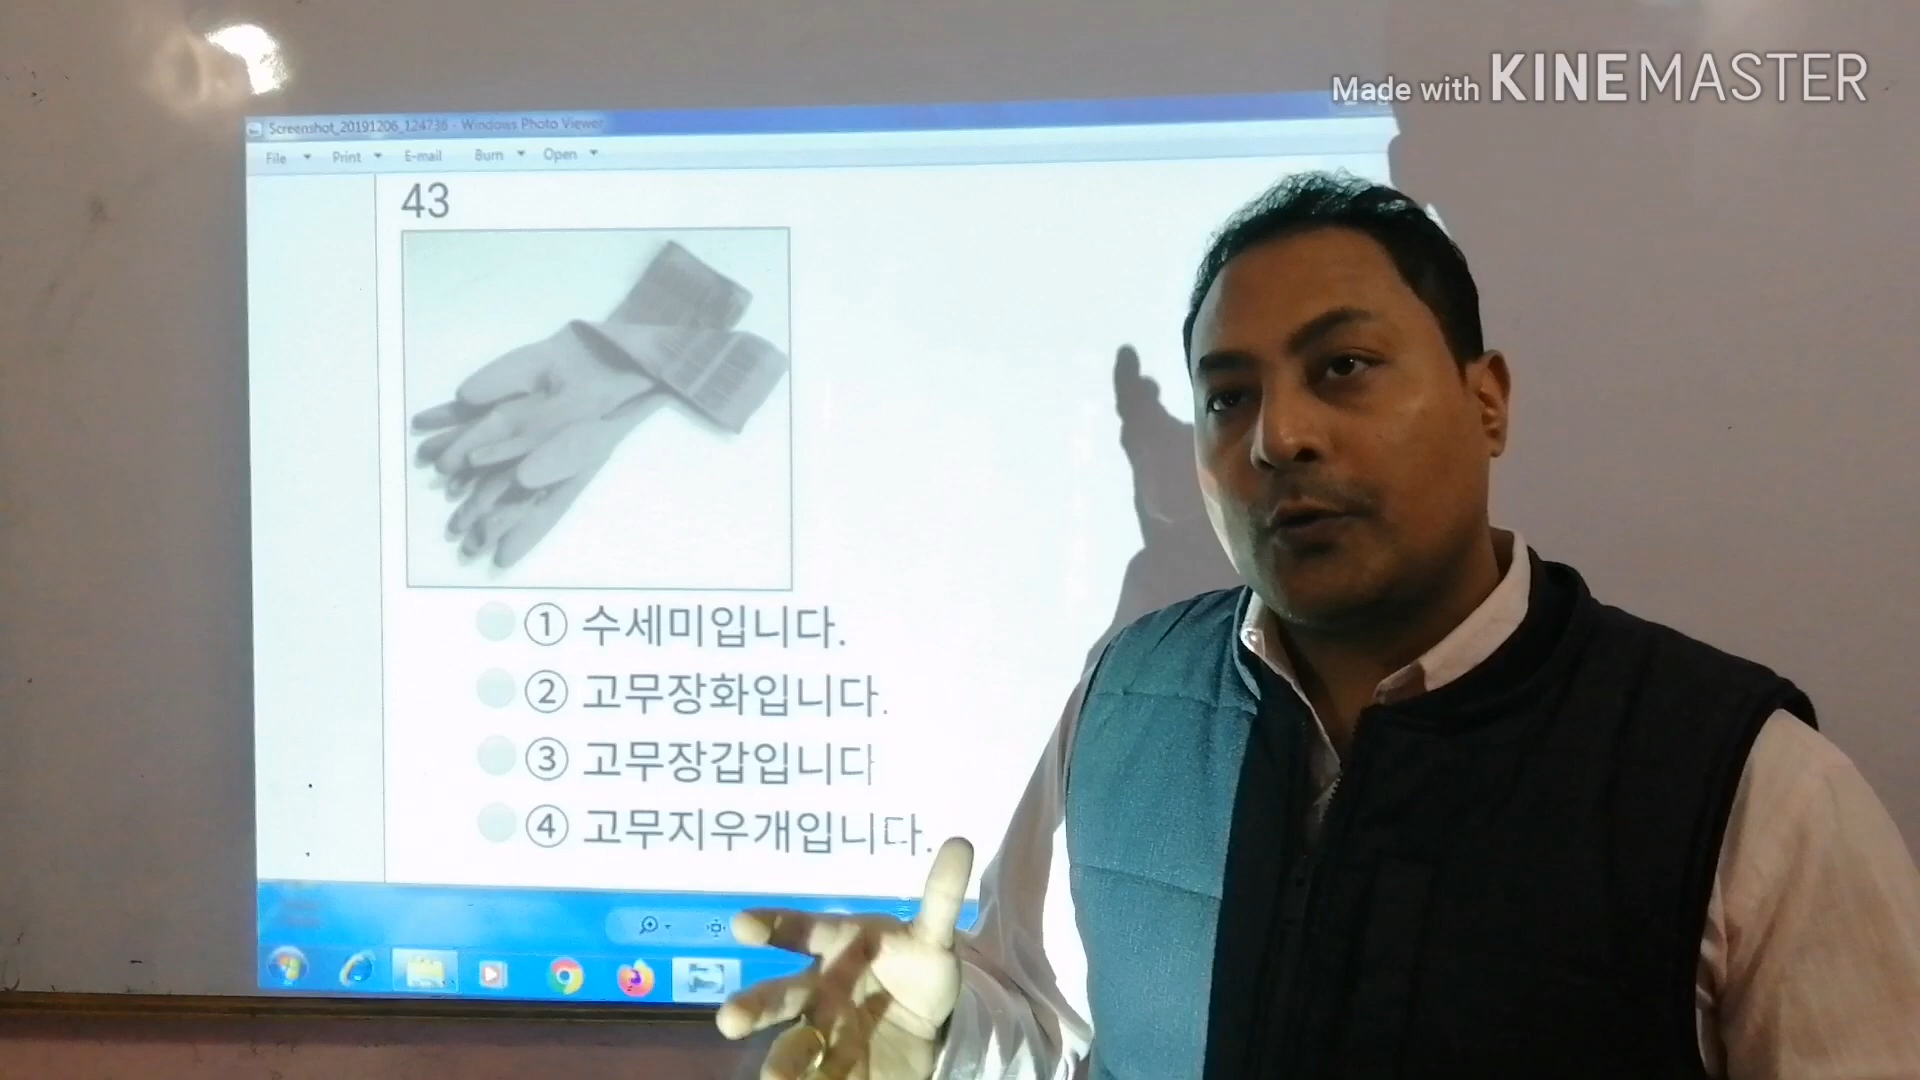 Made with KINEMASTER
Screenshot_20191206_124736 - Windows Photo Viewer
File Print E-mail Burn Open
43
① 수세미입니다.
② 고무장화입니다.
③ 고무장갑입니다
④ 고무지우개입니다.